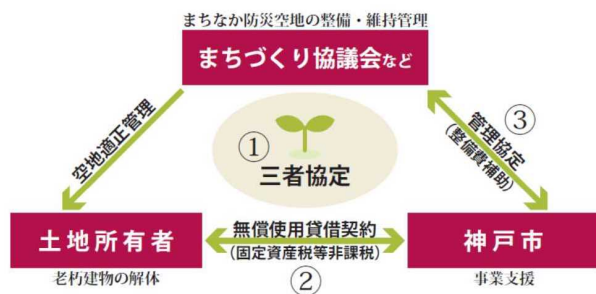 まちなか防災空地の整備・維持管理
まちづくり協議会など
空地適正管理
①
三者協定
③
管理協定
(整備費補助)
土地所有者
老朽建物の解体
無償使用貸借契約
(固定資産税等非課税)
②
神戸市
事業支援